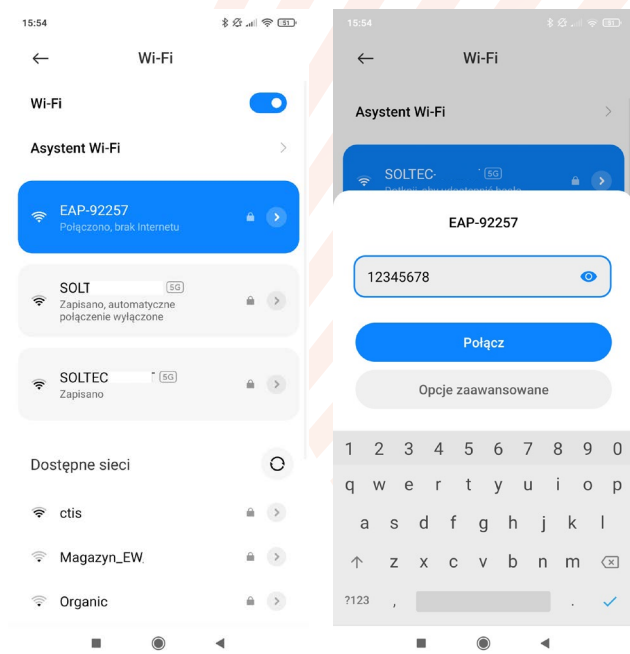 15:54
51
Wi-Fi
Wi-Fi
Asystent Wi-Fi
EAP-92257
Połączono, brak Internetu
SOLT
5G
Zapisano, automatyczne
połączenie wyłączone
SOLTEC
5G
Zapisano
Dostępne sieci
ctis
Magazyn_EW
Organic
15:54
51
Wi-Fi
Asystent Wi-Fi
SOLTEC-
5G
EAP-92257
12345678
Połącz
Opcje zaawansowane
1 2 3 4 5 6 7 8 9 0
q w e r t y u i o p
a s d f g h j k l
z x c v b n m
?123 , .